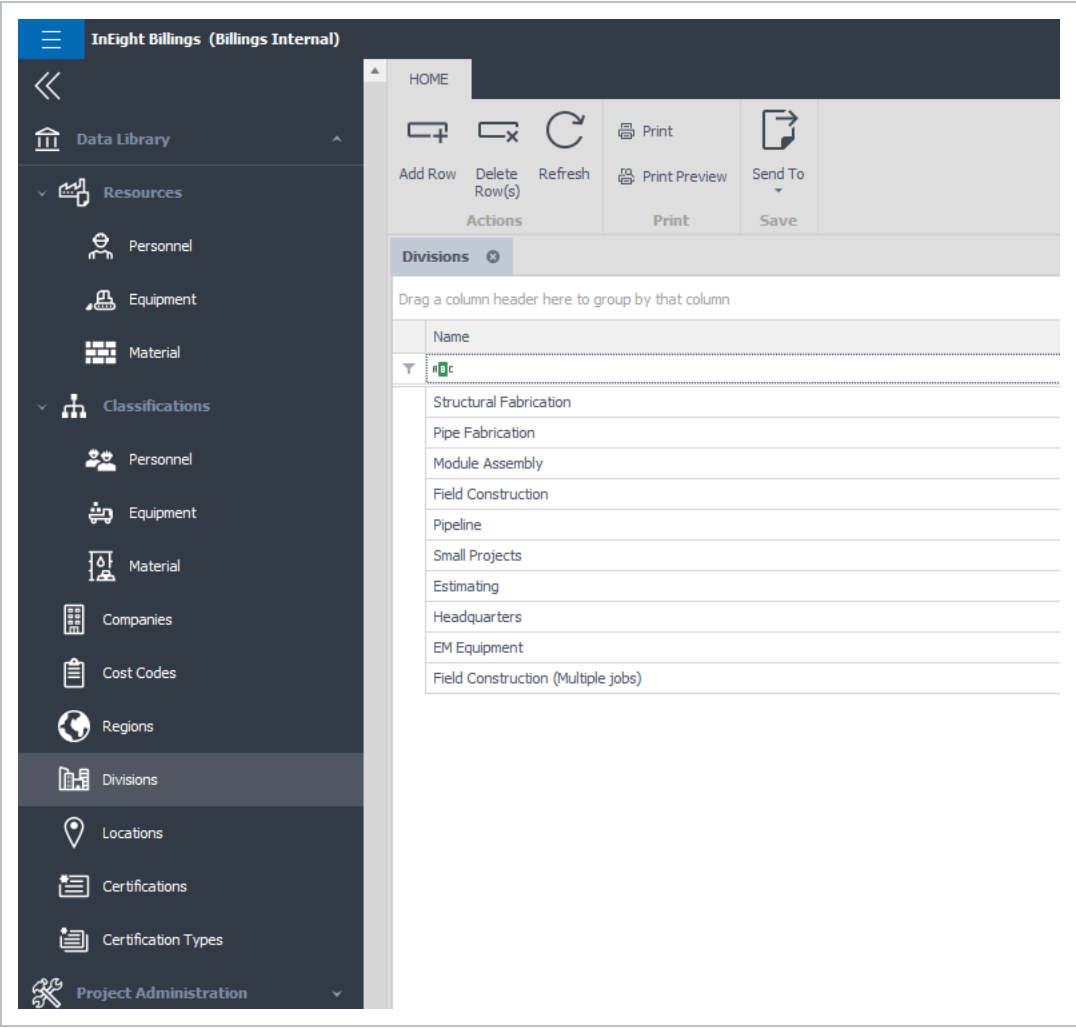 InEight Billings (Billings Internal)
HOME
Data Library
Resources
Personnel
Equipment
Material
Classifications
Personnel
Equipment
Material
Companies
Cost Codes
Regions
Divisions
Locations
Certifications
Certification Types
Project Administration
Add Row
Delete Row(s)
Refresh
Actions
Print
Print Preview
Print
Send To
Save
Divisions
Drag a column header here to group by that column
Name
ABC
Structural Fabrication
Pipe Fabrication
Module Assembly
Field Construction
Pipeline
Small Projects
Estimating
Headquarters
EM Equipment
Field Construction (Multiple jobs)